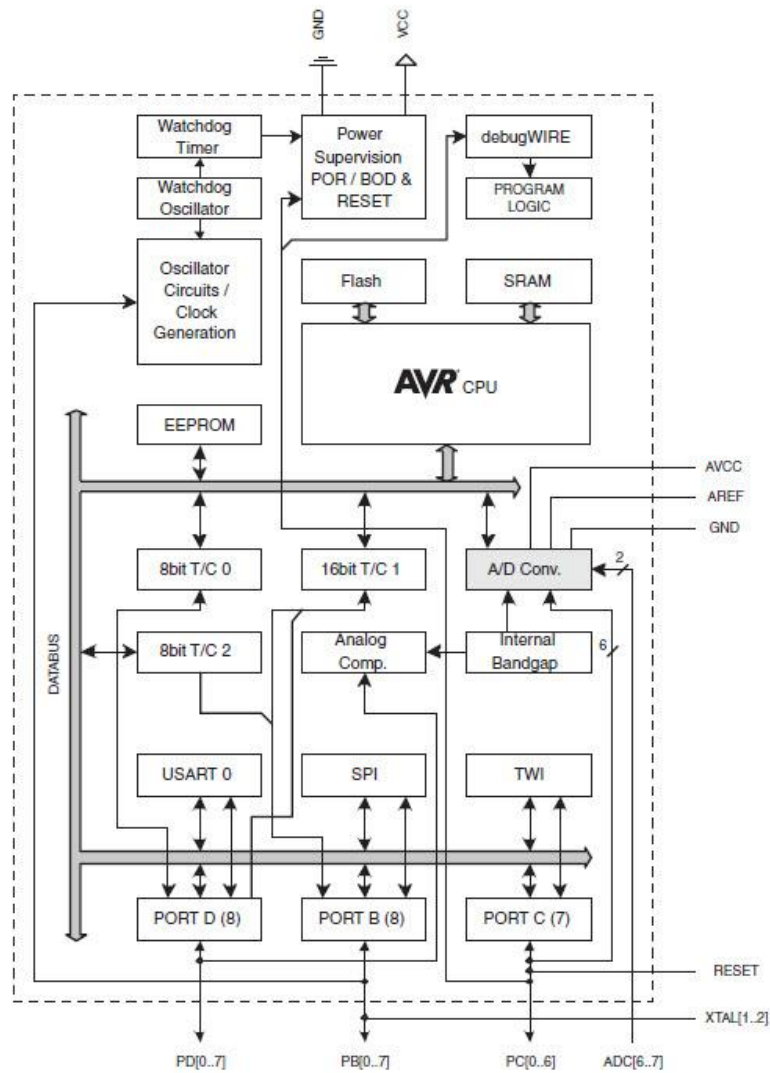 GND
VCC
Watchdog
Timer
Power
Supervision
POR / BOD &
RESET
debugWIRE
Watchdog
Oscillator
PROGRAM
LOGIC
Oscillator
Circuits /
Clock
Generation
Flash
SRAM
AVR CPU
EEPROM
AVCC
AREF
GND
8bit T/C 0
16bit T/C 1
A/D Conv.
2
DATABUS
8bit T/C 2
Analog
Comp.
Internal
Bandgap
6
USART 0
SPI
TWI
PORT D (8)
PORT B (8)
PORT C (7)
RESET
XTAL[1..2]
PD[0..7]
PB[0..7]
PC[0..6]
ADC[6..7]